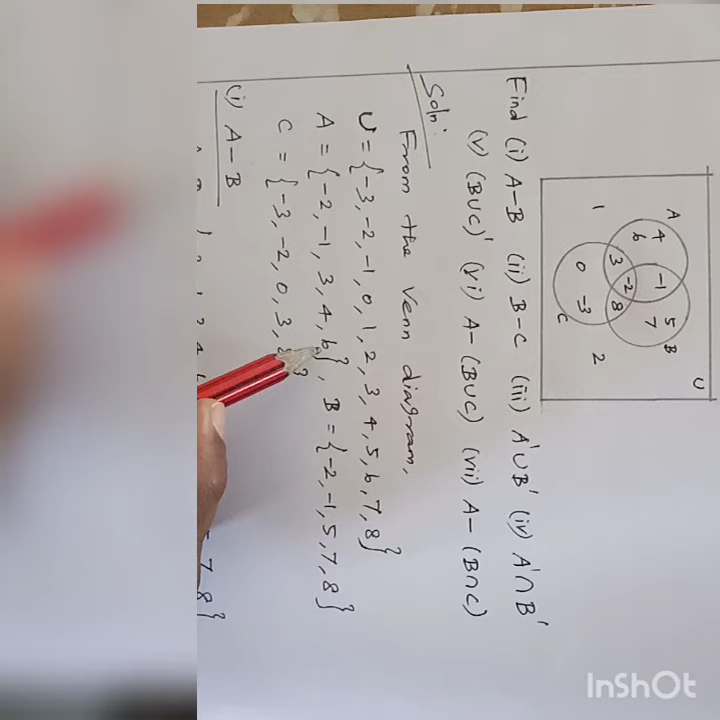 U
A
B
4
6
-1
5
7
3
-2
8
1
0
-3
C
2
Find (i) A-B (ii) B-C (iii) A'∪B' (iv) A'∩B'
(v) (B∪C)' (vi) A-(B∪C) (vii) A-(B∩C)
Soln:
From the venn diagram,
U = {-3,-2,-1,0,1,2,3,4,5,6,7,8}
A = {-2,-1,3,4,6}, B = {-2,-1,5,7,8}
C = {-3,-2,0,3,
(i) A-B
7 8}
InShOt